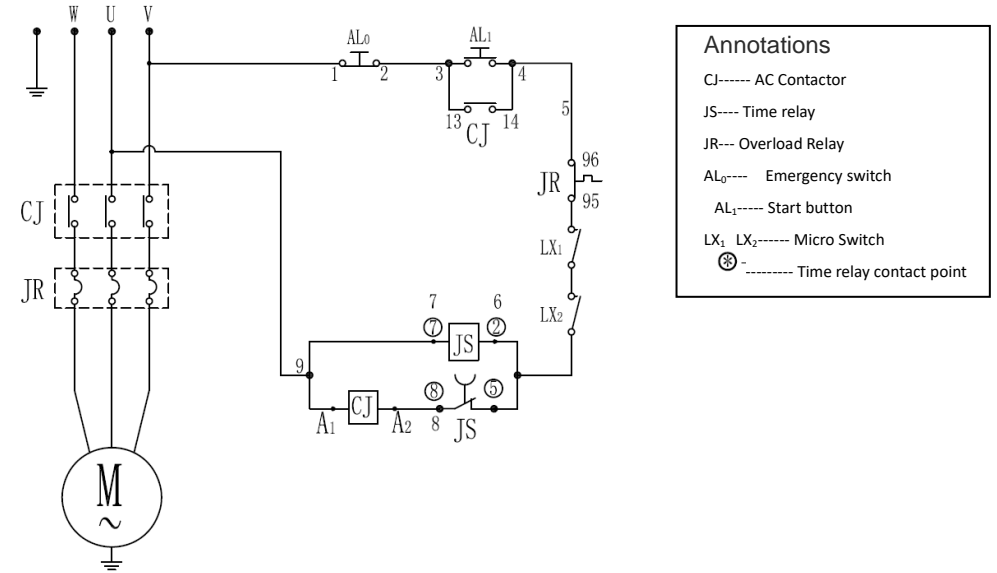 W U V
AL₀ AL₁
1 2 3 4
13 14
CJ
5
96
JR
95
LX₁
LX₂
CJ
JR
7 6
⑦ JS ②
9
⑧ ⑤
A₁ CJ A₂ 8 JS
M
~
Annotations
CJ------ AC Contactor
JS---- Time relay
JR--- Overload Relay
AL₀---- Emergency switch
AL₁----- Start button
LX₁ LX₂------ Micro Switch
⊛ -
--------- Time relay contact point